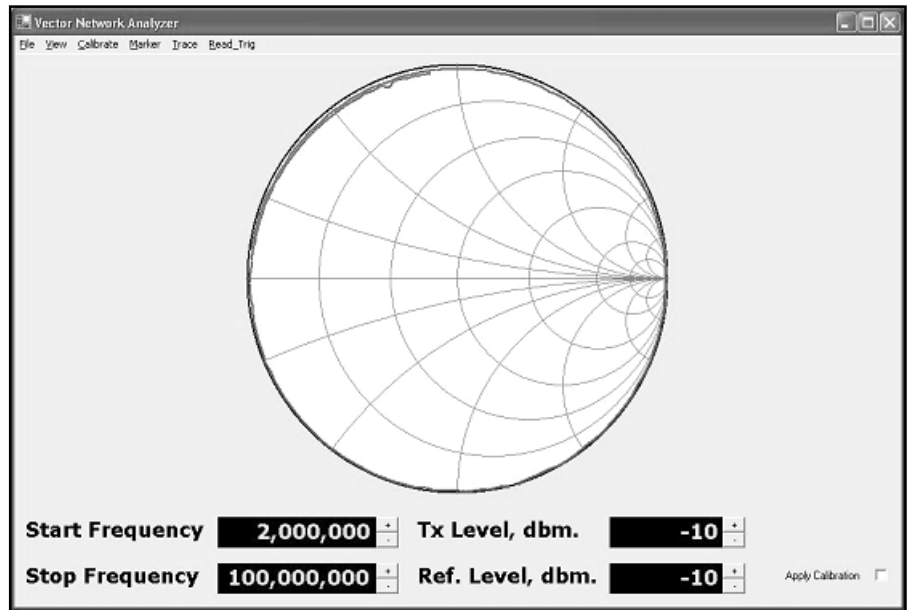 Vector Network Analyzer
File View Calibrate Marker Trace Read_Trig
Start Frequency 2,000,000 Tx Level, dbm. -10
Stop Frequency 100,000,000 Ref. Level, dbm. -10 Apply Calibration